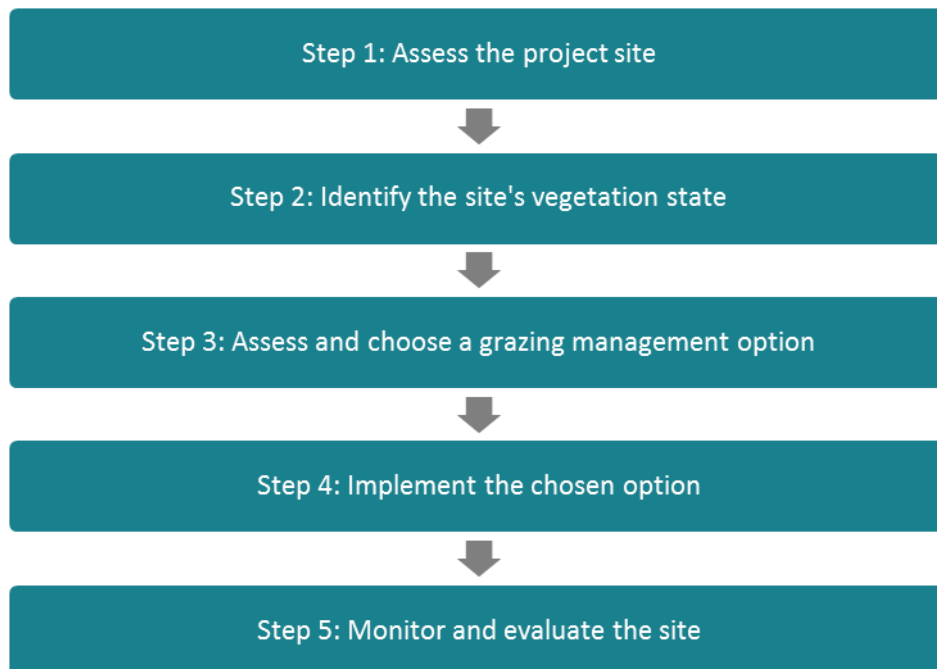 Step 1: Assess the project site
Step 2: Identify the site's vegetation state
Step 3: Assess and choose a grazing management option
Step 4: Implement the chosen option
Step 5: Monitor and evaluate the site